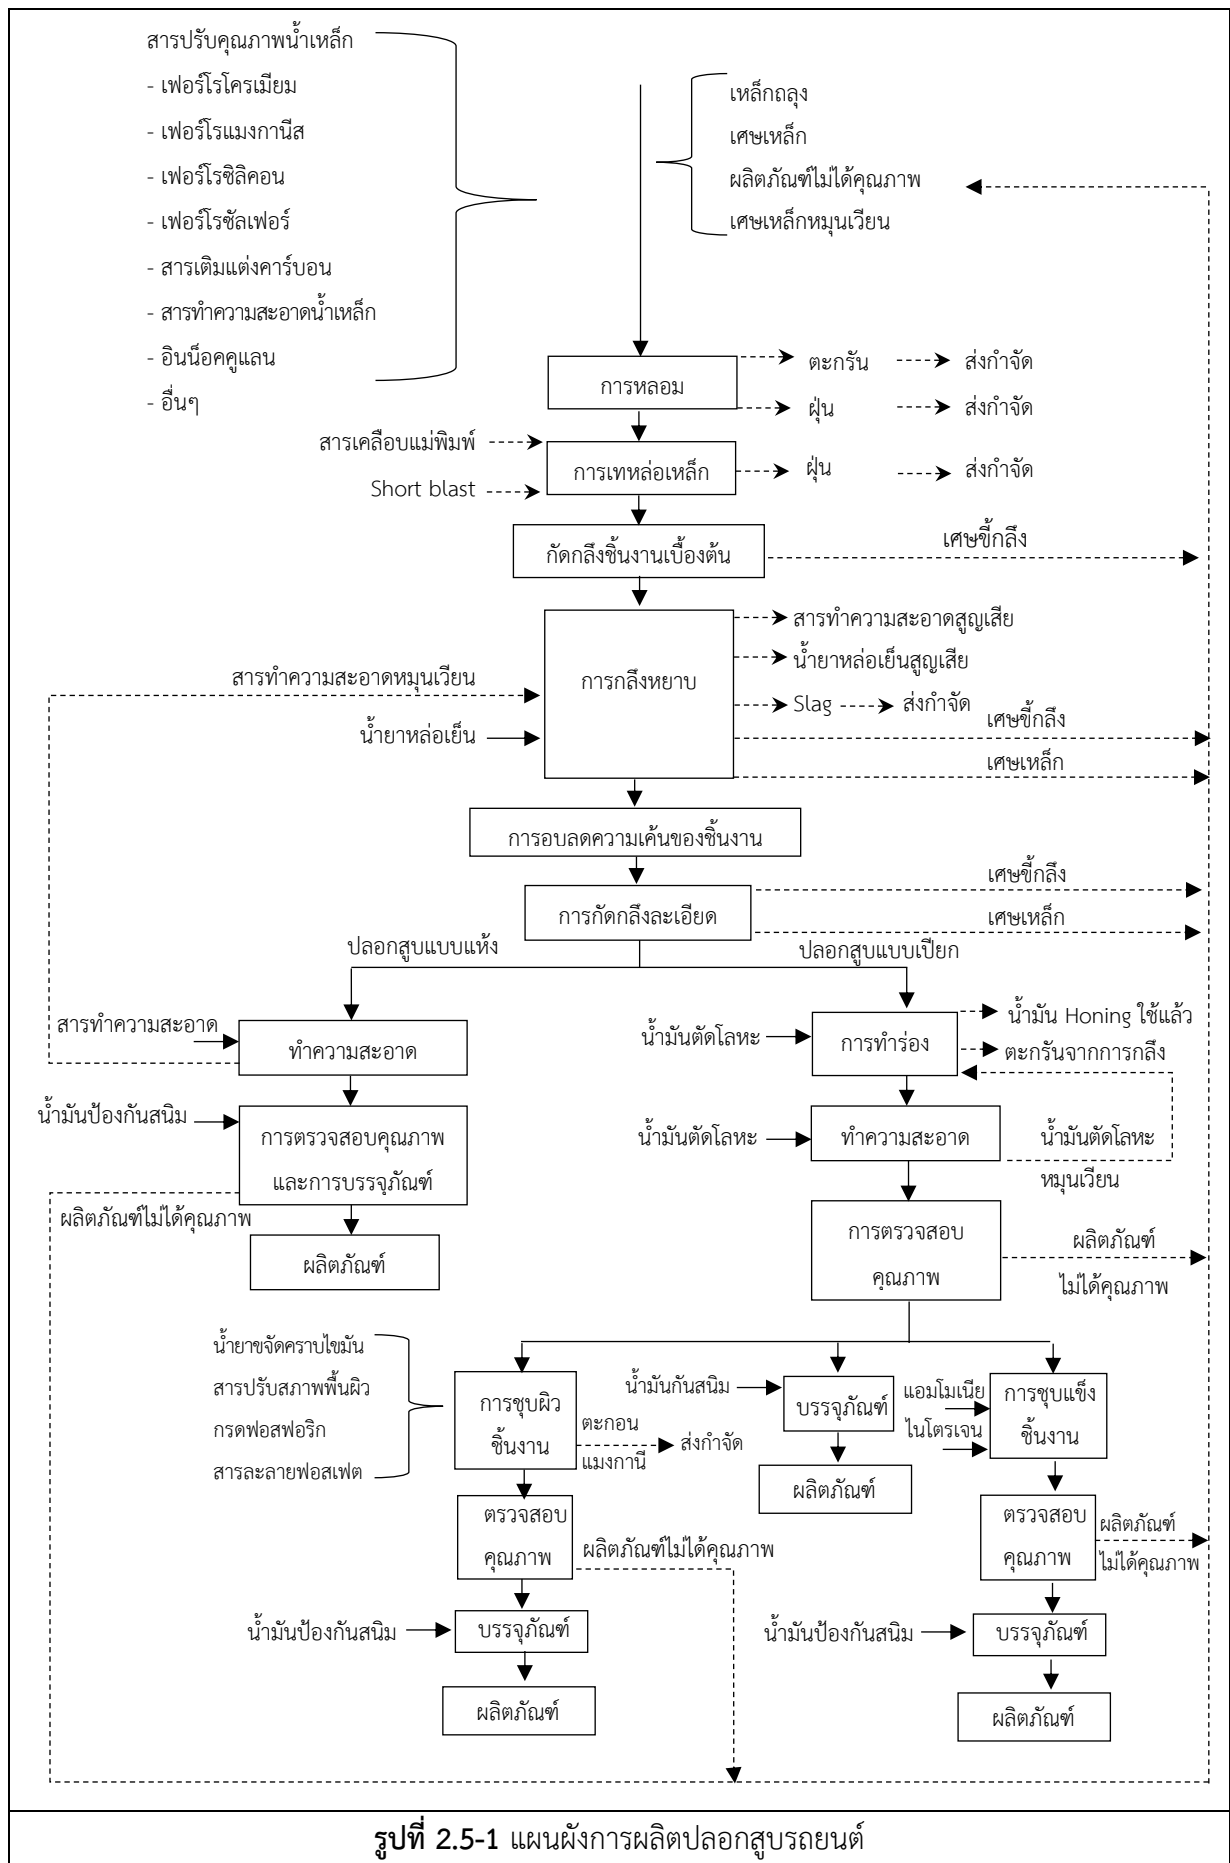 สารปรับคุณภาพน้ำเหล็ก
- เฟอร์โรโครเมียม
- เฟอร์โรแมงกานีส
- เฟอร์โรซิลิคอน
- เฟอร์โรซัลเฟอร์
- สารเติมแต่งคาร์บอน
- สารทำความสะอาดน้ำเหล็ก
- อินน็อคคูแลน
- อื่นๆ
เหล็กถลุง
เศษเหล็ก
ผลิตภัณฑ์ไม่ได้คุณภาพ
เศษเหล็กหมุนเวียน
การหลอม
ตะกรัน
ส่งกำจัด
ฝุ่น
ส่งกำจัด
สารเคลือบแม่พิมพ์
Short blast
การเทหล่อเหล็ก
ฝุ่น
ส่งกำจัด
กัดกลึงชิ้นงานเบื้องต้น
เศษขี้กลึง
สารทำความสะอาดหมุนเวียน
น้ำยาหล่อเย็น
การกลึงหยาบ
สารทำความสะอาดสูญเสีย
น้ำยาหล่อเย็นสูญเสีย
Slag
ส่งกำจัด
เศษขี้กลึง
เศษเหล็ก
การอบลดความเค้นของชิ้นงาน
การกัดกลึงละเอียด
เศษขี้กลึง
เศษเหล็ก
ปลอกสูบแบบแห้ง
ปลอกสูบแบบเปียก
สารทำความสะอาด
ทำความสะอาด
น้ำมันป้องกันสนิม
การตรวจสอบคุณภาพ
และการบรรจุภัณฑ์
ผลิตภัณฑ์ไม่ได้คุณภาพ
ผลิตภัณฑ์
น้ำมันตัดโลหะ
การทำร่อง
น้ำมัน Honing ใช้แล้ว
ตะกรันจากการกลึง
น้ำมันตัดโลหะ
ทำความสะอาด
น้ำมันตัดโลหะ
หมุนเวียน
การตรวจสอบ
คุณภาพ
ผลิตภัณฑ์
ไม่ได้คุณภาพ
น้ำยาขจัดคราบไขมัน
สารปรับสภาพพื้นผิว
กรดฟอสฟอริก
สารละลายฟอสเฟต
การชุบผิว
ชิ้นงาน
ตะกอน
แมงกานี
ส่งกำจัด
น้ำมันกันสนิม
บรรจุภัณฑ์
ผลิตภัณฑ์
แอมโมเนีย
ไนโตรเจน
การชุบแข็ง
ชิ้นงาน
ตรวจสอบ
คุณภาพ
ผลิตภัณฑ์ไม่ได้คุณภาพ
ตรวจสอบ
คุณภาพ
ผลิตภัณฑ์
ไม่ได้คุณภาพ
น้ำมันป้องกันสนิม
บรรจุภัณฑ์
น้ำมันป้องกันสนิม
บรรจุภัณฑ์
ผลิตภัณฑ์
ผลิตภัณฑ์
รูปที่ 2.5-1 แผนผังการผลิตปลอกสูบรถยนต์